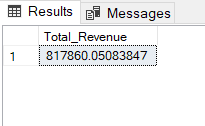 Results Messages
Total_Revenue
1 817860.05083847